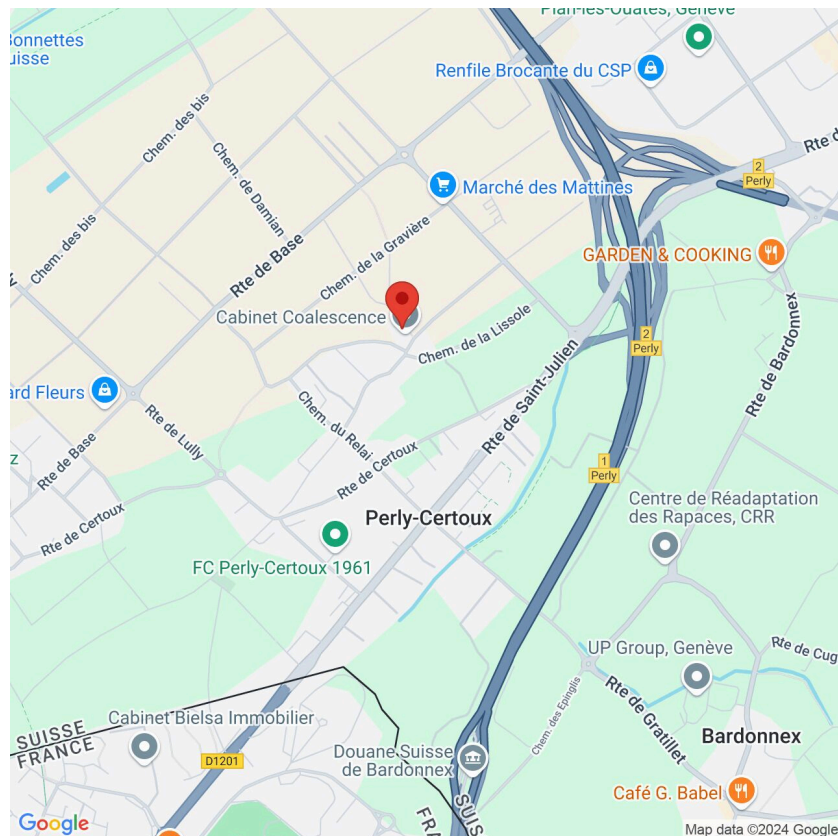 Plan-les-Ouates, Genève
Bonnettes
uisse
Renfile Brocante du CSP
Chem. des bis
Rte d
2
Perly
Chem. de Damian
Marché des Mattines
Chem. des bis
Rte de Base
Chem. de la Gravière
GARDEN & COOKING
Cabinet Coalescence
Chem. de la Lissole
2
Perly
Rte de Bardonnex
ard Fleurs
Rte de Saint-Julien
Rte de Lully
Chem. du Relai
Rte de Base
z
Rte de Certoux
1
Perly
Centre de Réadaptation
des Rapaces, CRR
Perly-Certoux
Rte de Certoux
FC Perly-Certoux 1961
UP Group, Genève
Rte de Cug
Chem. des Epinglis
Rte de Gratillet
SUISSE
FRANCE
Cabinet Bielsa Immobilier
D1201
Douane Suisse
de Bardonnex
Bardonnex
Café G. Babel
SUIS
FRA
Google
Map data ©2024 Google